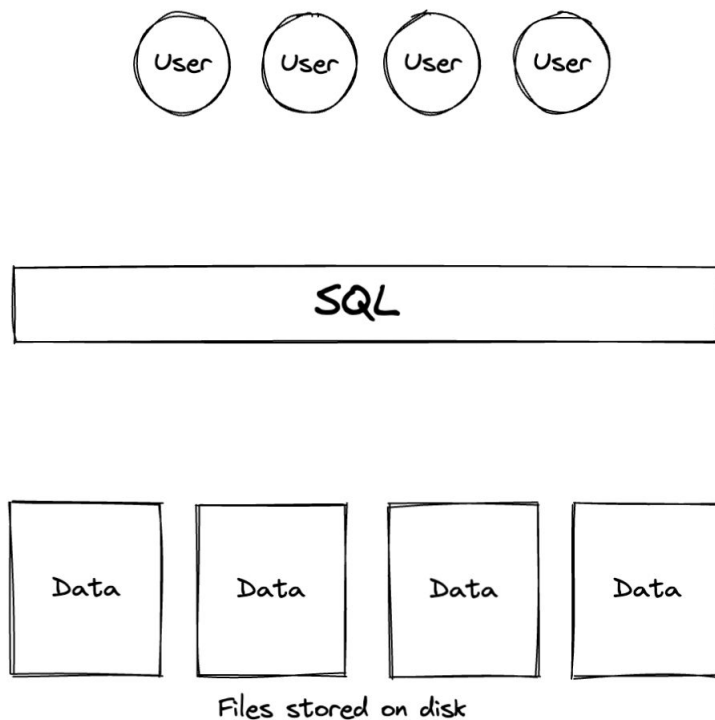 User User User User
SQL
Data Data Data Data
Files stored on disk